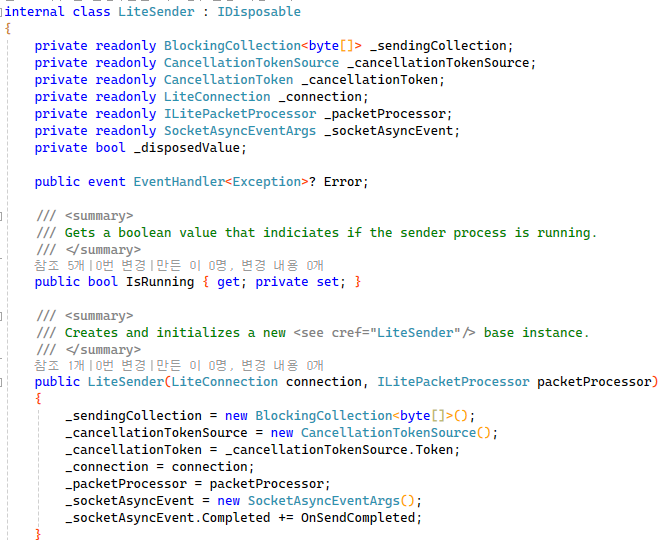 internal class LiteSender : IDisposable
{
private readonly BlockingCollection<byte[]> _sendingCollection;
private readonly CancellationTokenSource _cancellationTokenSource;
private readonly CancellationToken _cancellationToken;
private readonly LiteConnection _connection;
private readonly ILitePacketProcessor _packetProcessor;
private readonly SocketAsyncEventArgs _socketAsyncEvent;
private bool _disposedValue;
public event EventHandler<Exception>? Error;
/// <summary>
/// Gets a boolean value that indiciates if the sender process is running.
/// </summary>
참조 5개|0번 변경|만든 이 0명, 변경 내용 0개
public bool IsRunning { get; private set; }
/// <summary>
/// Creates and initializes a new <see cref="LiteSender"/> base instance.
/// </summary>
참조 1개|0번 변경|만든 이 0명, 변경 내용 0개
public LiteSender(LiteConnection connection, ILitePacketProcessor packetProcessor)
{
_sendingCollection = new BlockingCollection<byte[]>();
_cancellationTokenSource = new CancellationTokenSource();
_cancellationToken = _cancellationTokenSource.Token;
_connection = connection;
_packetProcessor = packetProcessor;
_socketAsyncEvent = new SocketAsyncEventArgs();
_socketAsyncEvent.Completed += OnSendCompleted;
}